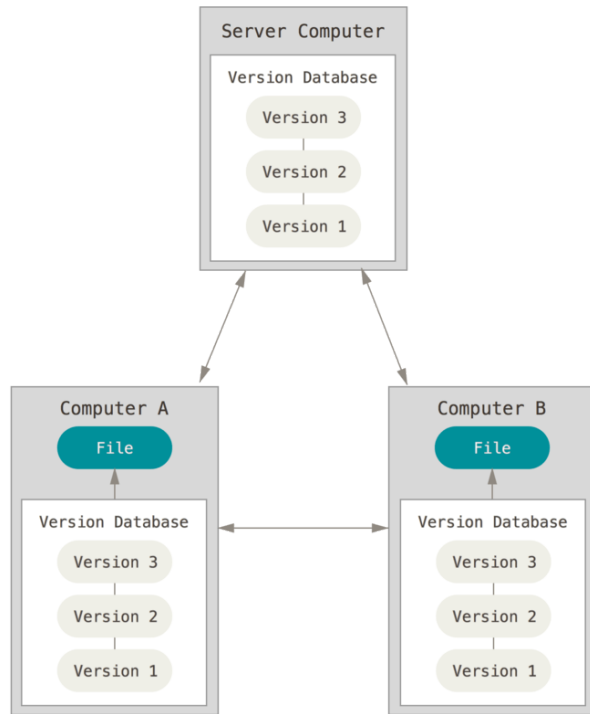 Server Computer
Version Database
Version 3
Version 2
Version 1
Computer A
File
Version Database
Version 3
Version 2
Version 1
Computer B
File
Version Database
Version 3
Version 2
Version 1